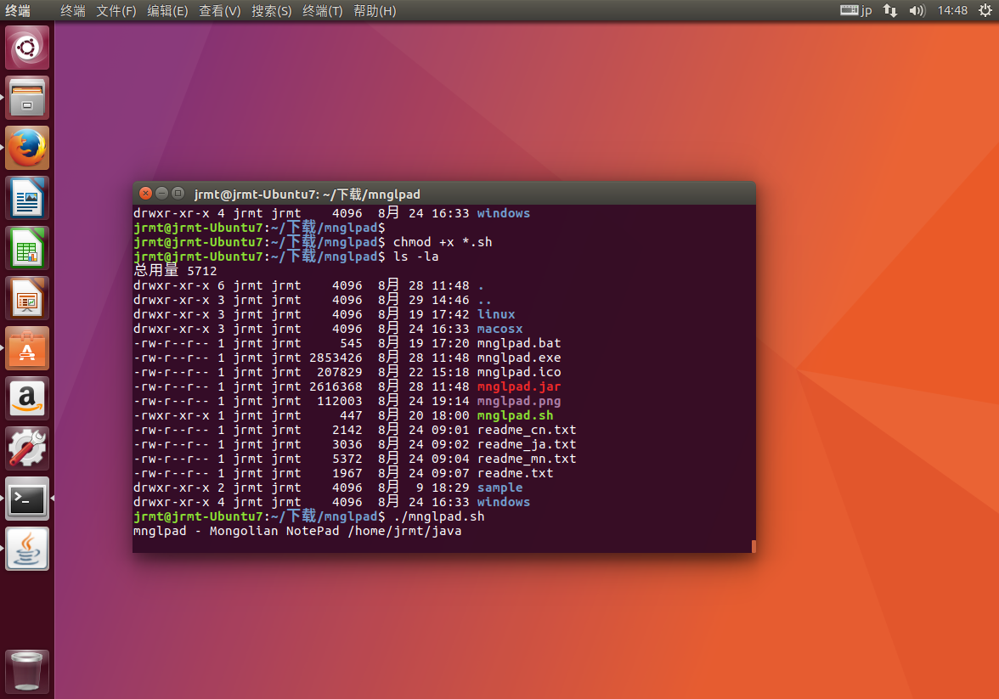 终端 终端 文件(F) 编辑(E) 查看(V) 搜索(S) 终端(T) 帮助(H) jp 14:48
jrmt@jrmt-Ubuntu7: ~/下载/mnglpad
drwxr-xr-x 4 jrmt jrmt    4096  8月 24 16:33 windows
jrmt@jrmt-Ubuntu7:~/下载/mnglpad$
jrmt@jrmt-Ubuntu7:~/下载/mnglpad$ chmod +x *.sh
jrmt@jrmt-Ubuntu7:~/下载/mnglpad$ ls -la
总用量 5712
drwxr-xr-x 6 jrmt jrmt    4096  8月 28 11:48 .
drwxr-xr-x 3 jrmt jrmt    4096  8月 29 14:46 ..
drwxr-xr-x 3 jrmt jrmt    4096  8月 19 17:42 linux
drwxr-xr-x 3 jrmt jrmt    4096  8月 24 16:33 macosx
-rw-r--r-- 1 jrmt jrmt     545  8月 19 17:20 mnglpad.bat
-rw-r--r-- 1 jrmt jrmt 2853426  8月 28 11:48 mnglpad.exe
-rw-r--r-- 1 jrmt jrmt  207829  8月 22 15:18 mnglpad.ico
-rw-r--r-- 1 jrmt jrmt 2616368  8月 28 11:48 mnglpad.jar
-rw-r--r-- 1 jrmt jrmt  112003  8月 24 19:14 mnglpad.png
-rwxr-xr-x 1 jrmt jrmt     447  8月 20 18:00 mnglpad.sh
-rw-r--r-- 1 jrmt jrmt    2142  8月 24 09:01 readme_cn.txt
-rw-r--r-- 1 jrmt jrmt    3036  8月 24 09:02 readme_ja.txt
-rw-r--r-- 1 jrmt jrmt    5372  8月 24 09:04 readme_mn.txt
-rw-r--r-- 1 jrmt jrmt    1967  8月 24 09:07 readme.txt
drwxr-xr-x 2 jrmt jrmt    4096  8月  9 18:29 sample
drwxr-xr-x 4 jrmt jrmt    4096  8月 24 16:33 windows
jrmt@jrmt-Ubuntu7:~/下载/mnglpad$ ./mnglpad.sh
mnglpad - Mongolian NotePad /home/jrmt/java